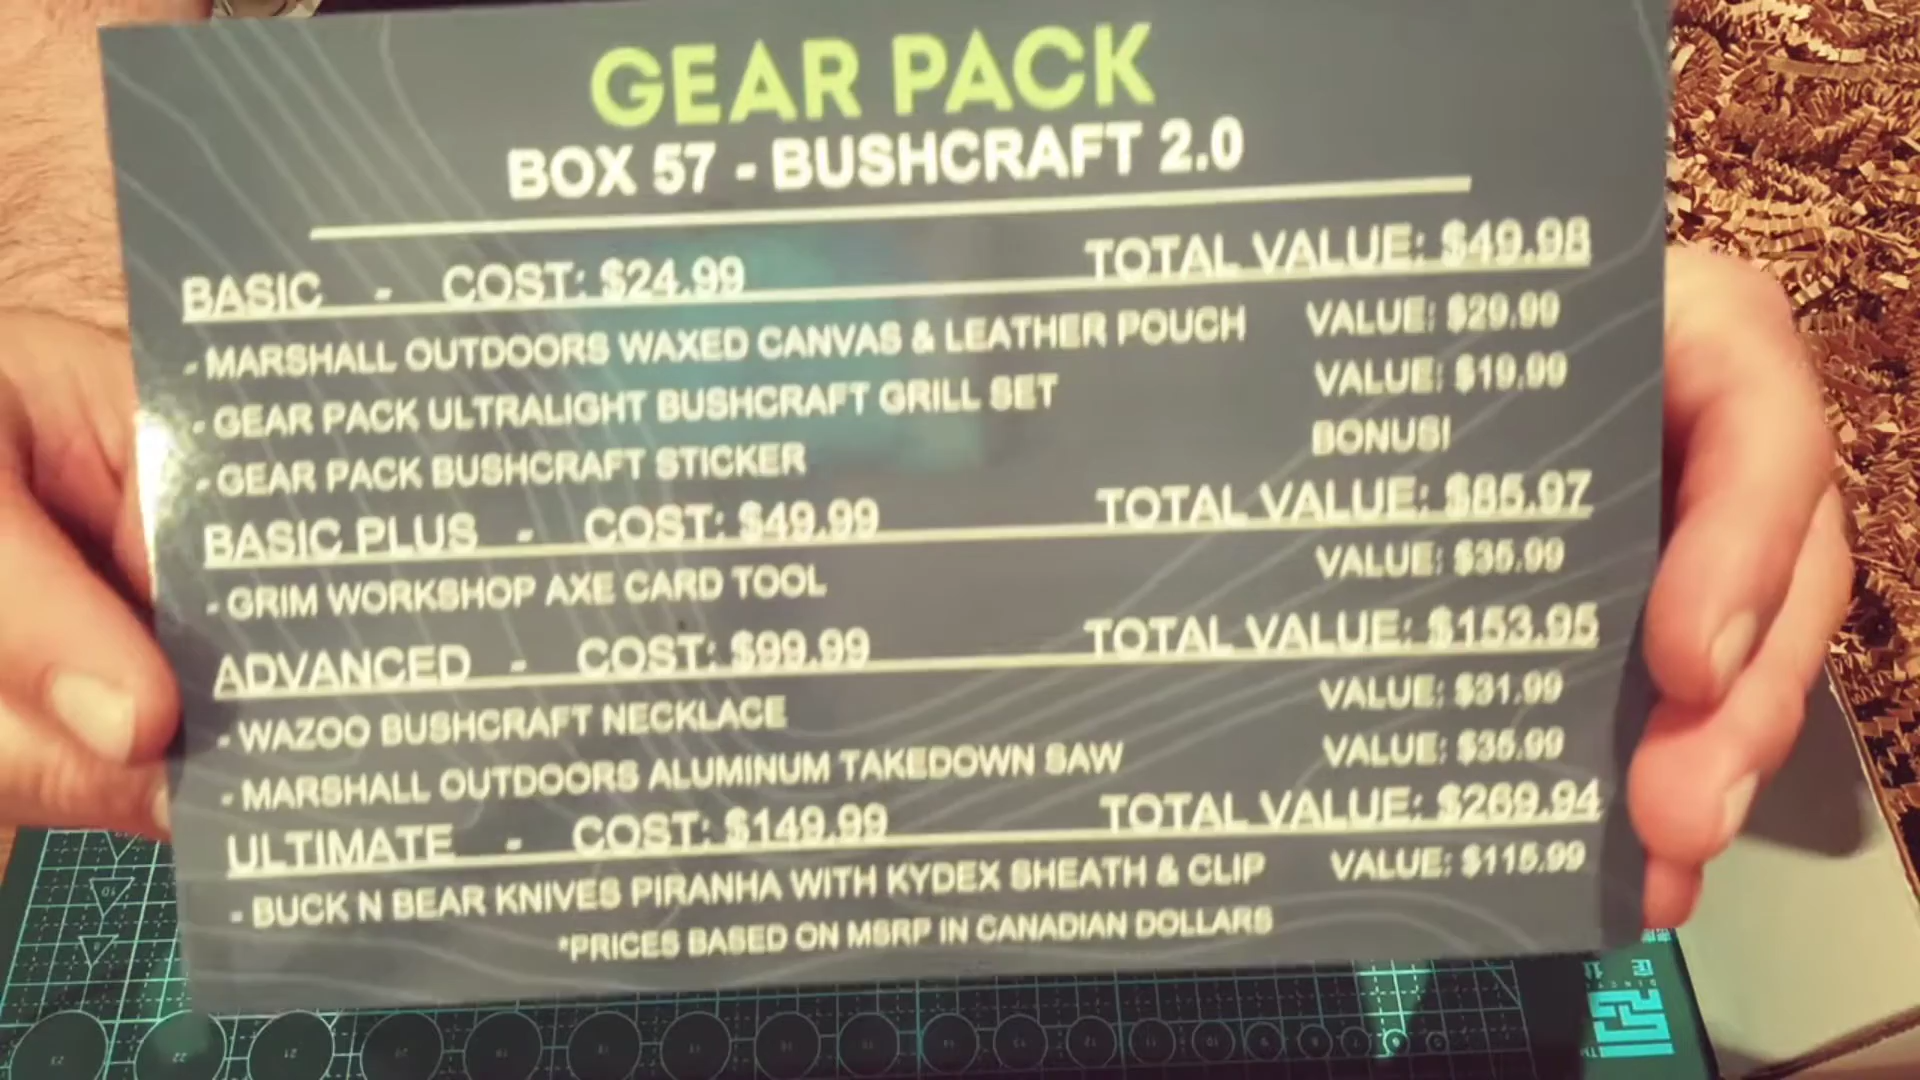 GEAR PACK
BOX 57 - BUSHCRAFT 2.0
BASIC - COST: $24.99 TOTAL VALUE: $49.98
- MARSHALL OUTDOORS WAXED CANVAS & LEATHER POUCH VALUE: $29.99
- GEAR PACK ULTRALIGHT BUSHCRAFT GRILL SET VALUE: $19.99
- GEAR PACK BUSHCRAFT STICKER BONUS!
BASIC PLUS - COST: $49.99 TOTAL VALUE: $85.97
- GRIM WORKSHOP AXE CARD TOOL VALUE: $35.99
ADVANCED - COST: $99.99 TOTAL VALUE: $153.95
- WAZOO BUSHCRAFT NECKLACE VALUE: $31.99
- MARSHALL OUTDOORS ALUMINUM TAKEDOWN SAW VALUE: $35.99
ULTIMATE - COST: $149.99 TOTAL VALUE: $269.94
- BUCK N BEAR KNIVES PIRANHA WITH KYDEX SHEATH & CLIP VALUE: $115.99
*PRICES BASED ON MSRP IN CANADIAN DOLLARS